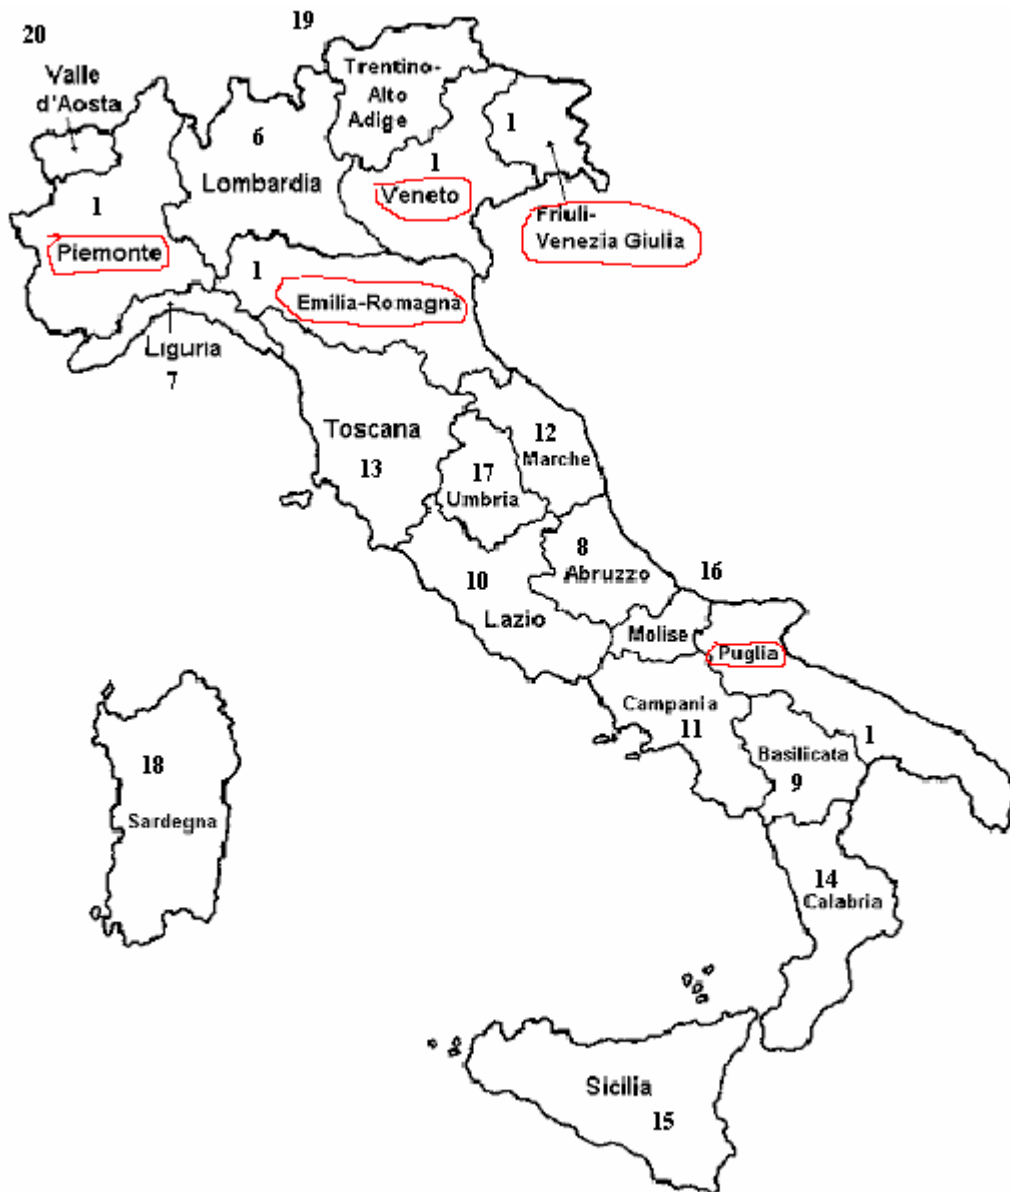 20
19
Valle
d'Aosta
Trentino-
Alto
Adige
1
6
Lombardia
1
Veneto
Friuli-
Venezia Giulia
1
Piemonte
1
Emilia-Romagna
Liguria
7
Toscana
13
12
Marche
17
Umbria
8
Abruzzo
16
10
Lazio
Molise
Puglia
Campania
11
1
Basilicata
9
18
Sardegna
14
Calabria
Sicilia
15